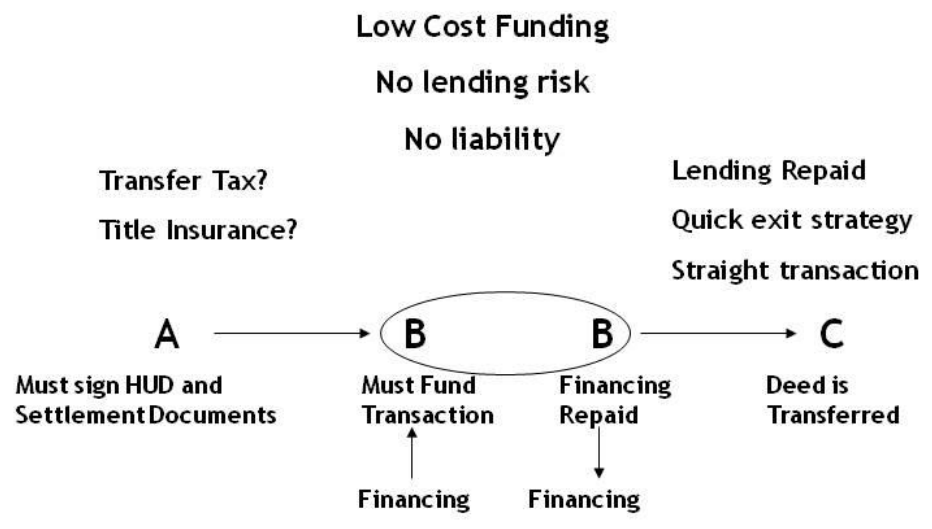 Low Cost Funding
No lending risk
No liability
Transfer Tax?
Title Insurance?
Lending Repaid
Quick exit strategy
Straight transaction
A
B
B
C
Must sign HUD and
Settlement Documents
Must Fund
Transaction
Financing
Repaid
Deed is
Transferred
Financing
Financing